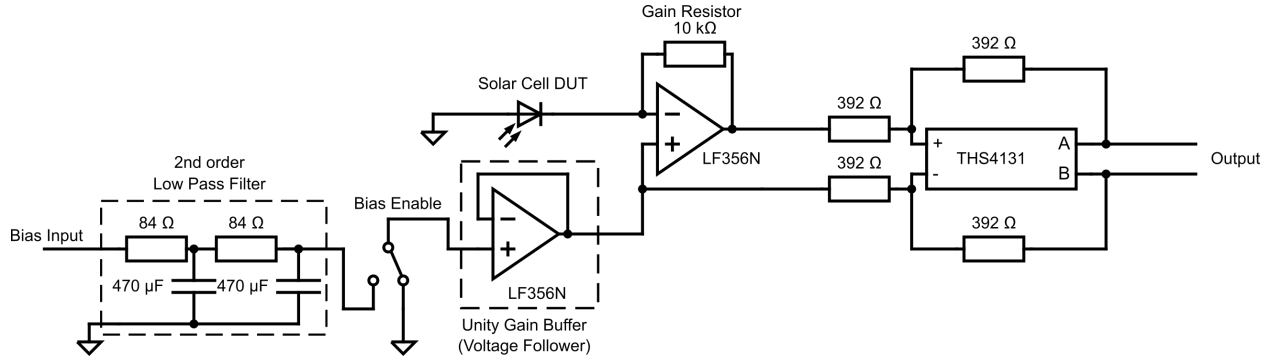 Gain Resistor
10 kΩ
392 Ω
Solar Cell DUT
392 Ω
−
+
LF356N
+
-
THS4131
A
B
Output
392 Ω
392 Ω
2nd order
Low Pass Filter
84 Ω
84 Ω
Bias Input
470 µF
470 µF
Bias Enable
−
+
LF356N
Unity Gain Buffer
(Voltage Follower)